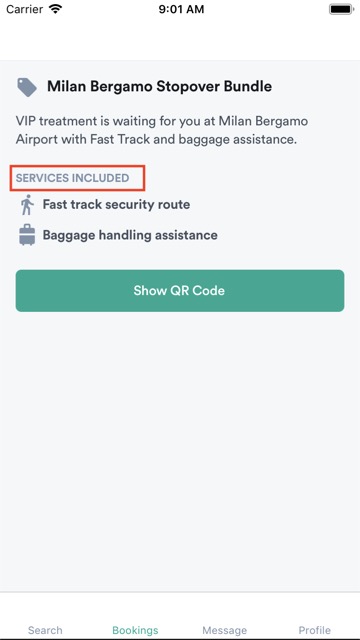 Carrier 9:01 AM
Milan Bergamo Stopover Bundle
VIP treatment is waiting for you at Milan Bergamo
Airport with Fast Track and baggage assistance.
SERVICES INCLUDED
Fast track security route
Baggage handling assistance
Show QR Code
Search Bookings Message Profile